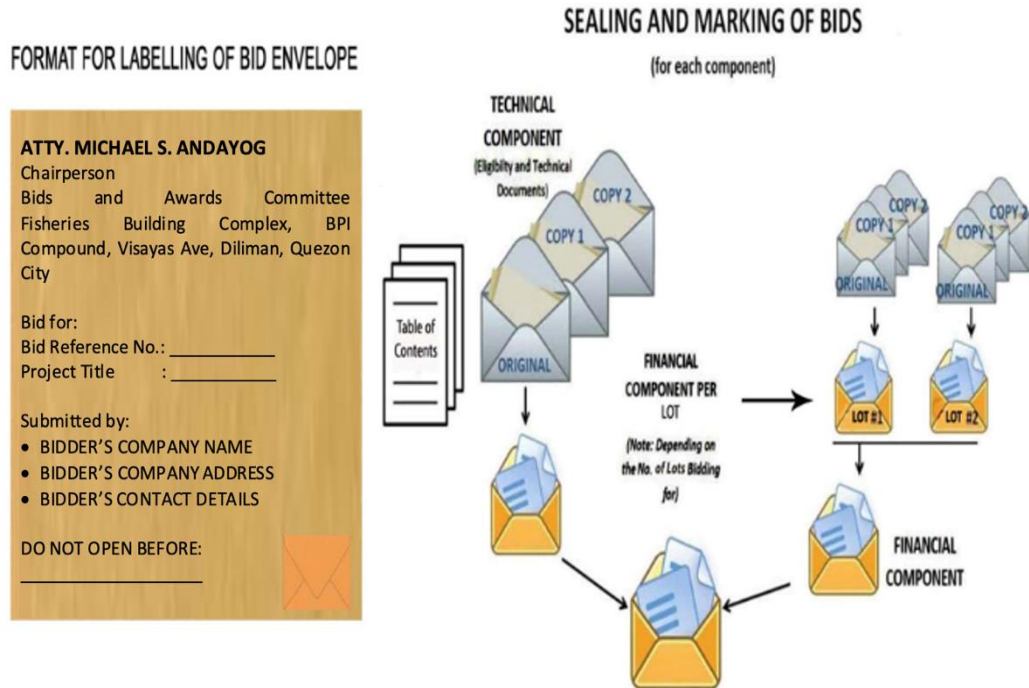 FORMAT FOR LABELLING OF BID ENVELOPE
ATTY. MICHAEL S. ANDAYOG
Chairperson
Bids and Awards Committee
Fisheries Building Complex, BPI
Compound, Visayas Ave, Diliman, Quezon
City
Bid for:
Bid Reference No.: ___________
Project Title : ___________
Submitted by:
• BIDDER'S COMPANY NAME
• BIDDER'S COMPANY ADDRESS
• BIDDER'S CONTACT DETAILS
DO NOT OPEN BEFORE:
___________________
SEALING AND MARKING OF BIDS
(for each component)
TECHNICAL
COMPONENT
(Eligibility and Technical
Documents)
COPY 2
COPY 1
ORIGINAL
Table of
Contents
FINANCIAL
COMPONENT PER
LOT
(Note: Depending on
the No. of Lots Bidding
for)
COPY 2
COPY 1
ORIGINAL
COPY 2
COPY 1
ORIGINAL
LOT #1
LOT #2
FINANCIAL
COMPONENT